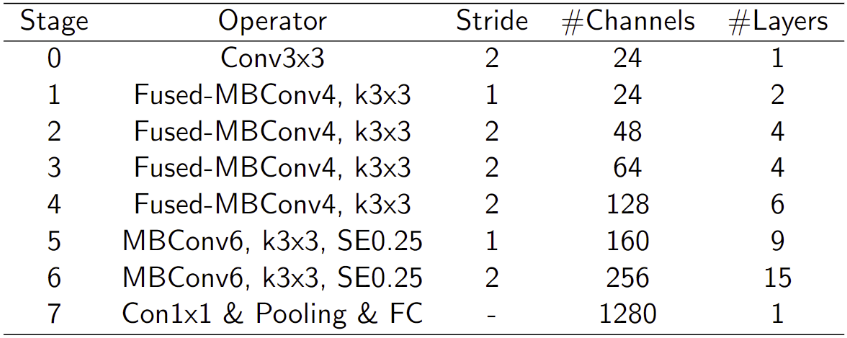 Stage Operator Stride #Channels #Layers
0 Conv3x3 2 24 1
1 Fused-MBConv4, k3x3 1 24 2
2 Fused-MBConv4, k3x3 2 48 4
3 Fused-MBConv4, k3x3 2 64 4
4 Fused-MBConv4, k3x3 2 128 6
5 MBConv6, k3x3, SE0.25 1 160 9
6 MBConv6, k3x3, SE0.25 2 256 15
7 Con1x1 & Pooling & FC - 1280 1